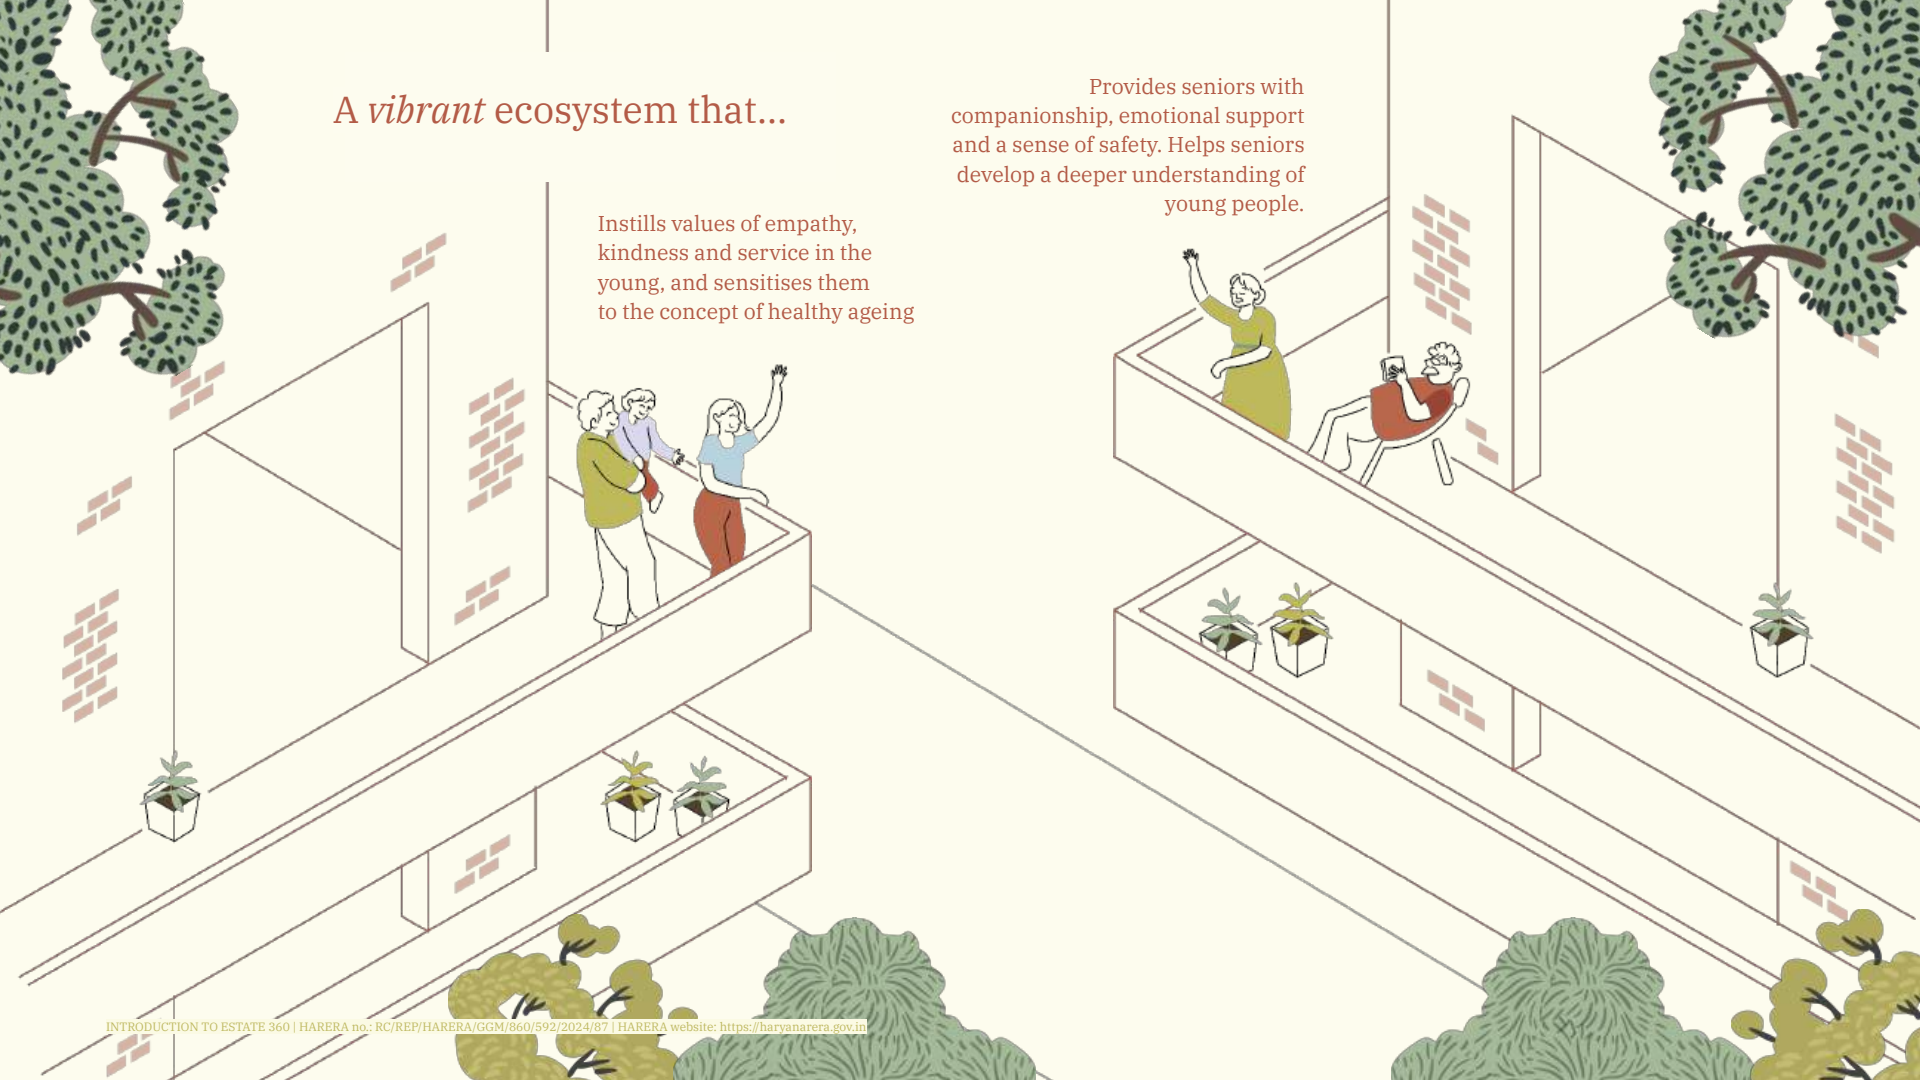 A vibrant ecosystem that...
Instills values of empathy,
kindness and service in the
young, and sensitises them
to the concept of healthy ageing
Provides seniors with
companionship, emotional support
and a sense of safety. Helps seniors
develop a deeper understanding of
young people.
INTRODUCTION TO ESTATE 360 | HARERA no.: RC/REP/HARERA/GGM/860/592/2024/87 | HARERA website: https://haryanarera.gov.in